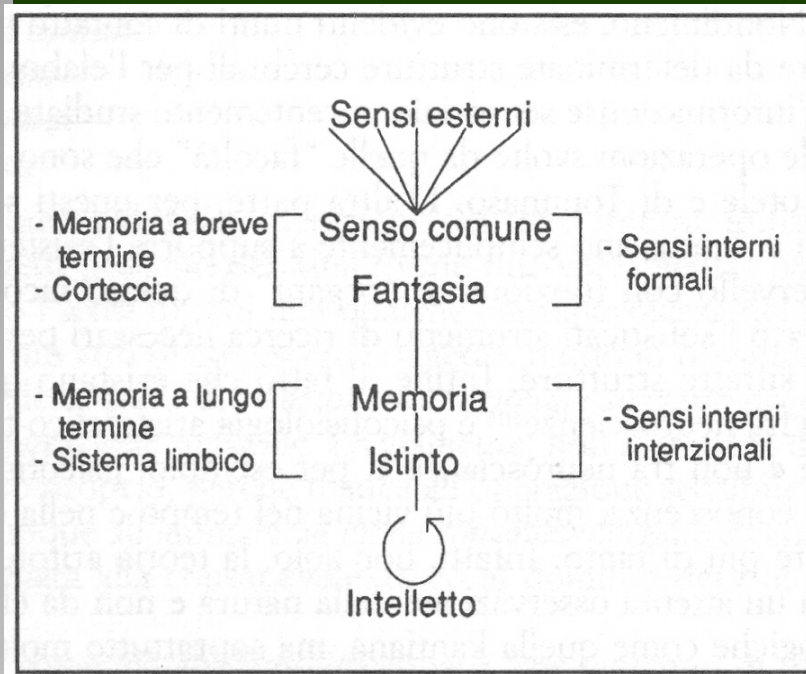 Sensi esterni
- Memoria a breve
termine
- Corteccia
Senso comune
Fantasia
- Sensi interni
formali
- Memoria a lungo
termine
- Sistema limbico
Memoria
Istinto
- Sensi interni
intenzionali
Intelletto